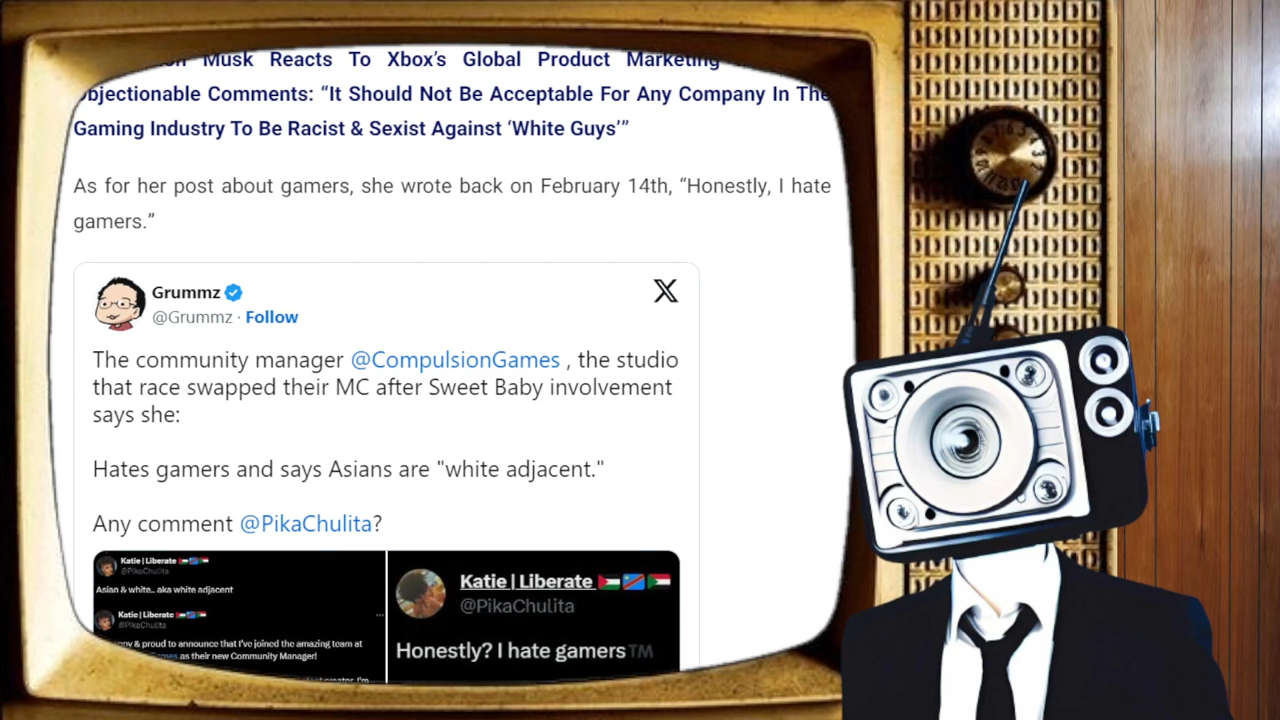 Musk Reacts To Xbox’s Global Product Marketing
Objectionable Comments: “It Should Not Be Acceptable For Any Company In The
Gaming Industry To Be Racist & Sexist Against ‘White Guys’”
As for her post about gamers, she wrote back on February 14th, “Honestly, I hate
gamers.”
Grummz
@Grummz · Follow
The community manager @CompulsionGames , the studio
that race swapped their MC after Sweet Baby involvement
says she:
Hates gamers and says Asians are "white adjacent."
Any comment @PikaChulita?
Katie | Liberate
@PikaChulita
Asian & white.. aka white adjacent
Katie | Liberate
@PikaChulita
& proud to announce that I've joined the amazing team at
as their new Community Manager!
Katie | Liberate
@PikaChulita
Honestly? I hate gamers™